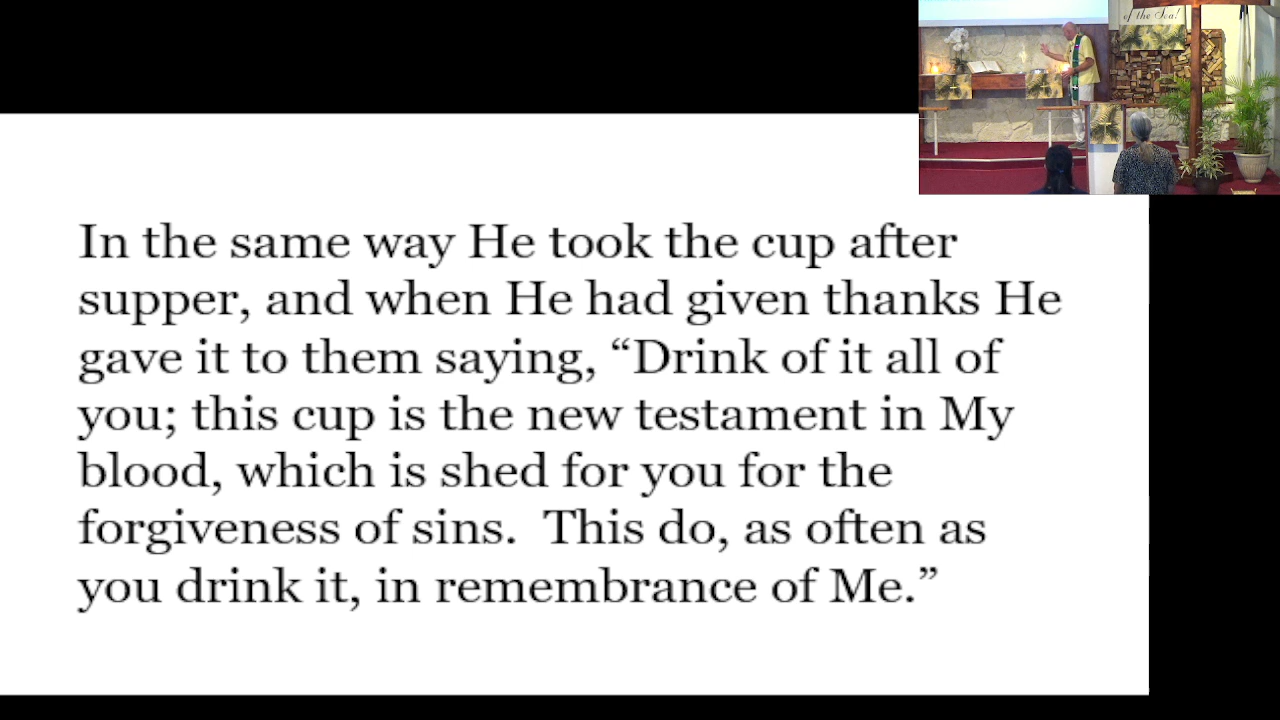 of the Sea!
In the same way He took the cup after
supper, and when He had given thanks He
gave it to them saying, “Drink of it all of
you; this cup is the new testament in My
blood, which is shed for you for the
forgiveness of sins.  This do, as often as
you drink it, in remembrance of Me.”